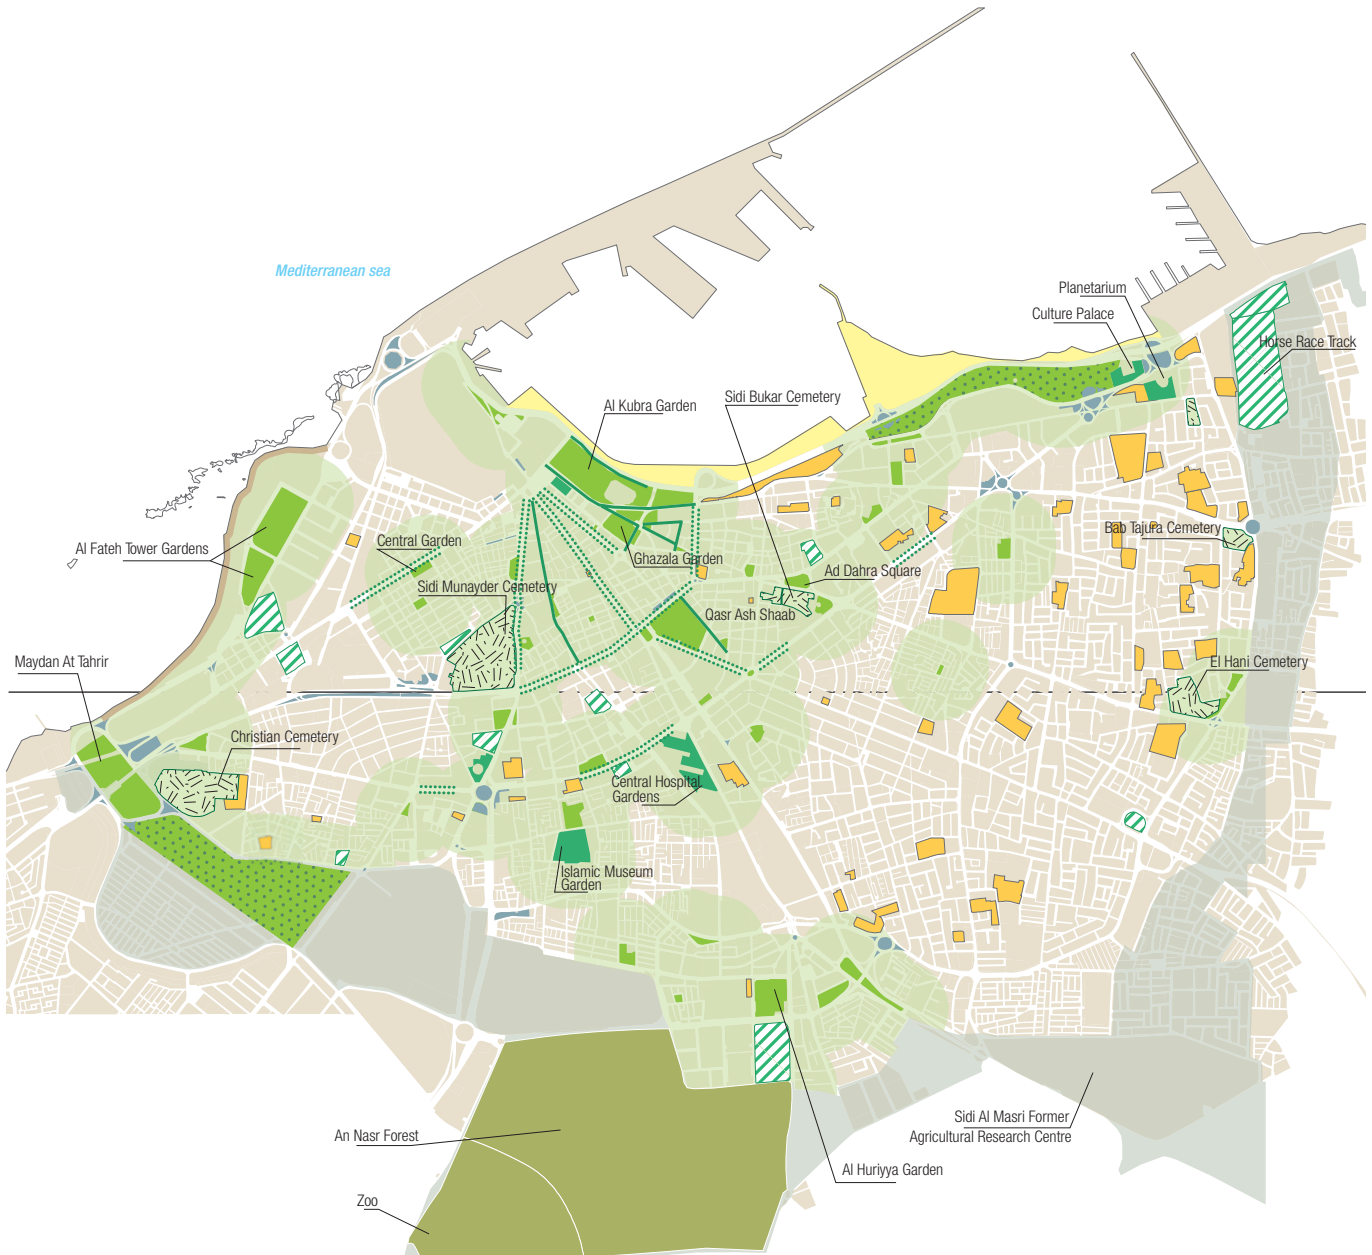 Mediterranean sea
Planetarium
Culture Palace
Horse Race Track
Sidi Bukar Cemetery
Al Kubra Garden
Bab Tajura Cemetery
Central Garden
Al Fateh Tower Gardens
Ghazala Garden
Ad Dahra Square
Sidi Munayder Cemetery
Qasr Ash Shaab
Maydan At Tahrir
El Hani Cemetery
Christian Cemetery
Central Hospital
Gardens
Islamic Museum
Garden
Sidi Al Masri Former
Agricultural Research Centre
An Nasr Forest
Al Huriyya Garden
Zoo